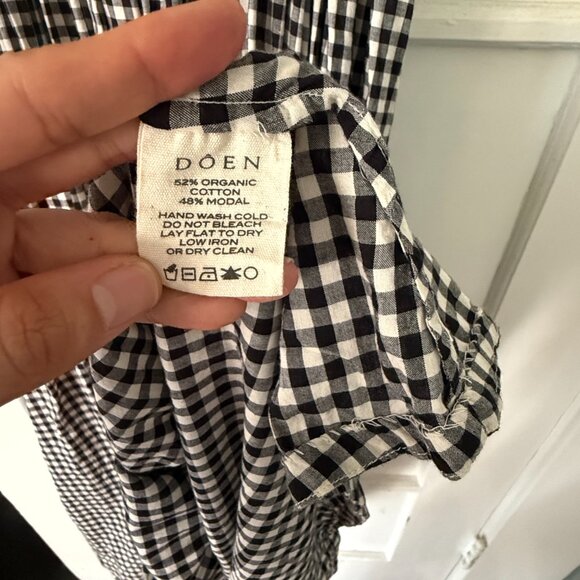 DÔEN
52% ORGANIC
COTTON
48% MODAL
HAND WASH COLD
DO NOT BLEACH
LAY FLAT TO DRY
LOW IRON
OR DRY CLEAN